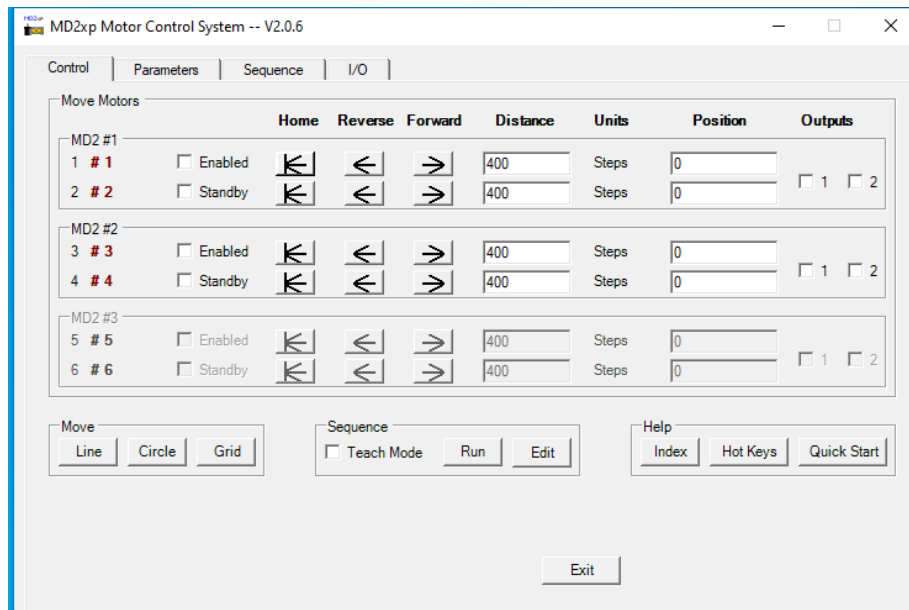 MD2xp MD2xp Motor Control System -- V2.0.6
Control Parameters Sequence I/O
Move Motors
Home Reverse Forward Distance Units Position Outputs
MD2 #1
1 # 1 Enabled 400 Steps 0
2 # 2 Standby 400 Steps 0 1 2
MD2 #2
3 # 3 Enabled 400 Steps 0
4 # 4 Standby 400 Steps 0 1 2
MD2 #3
5 # 5 Enabled 400 Steps 0
6 # 6 Standby 400 Steps 0 1 2
Move Sequence Help
Line Circle Grid Teach Mode Run Edit Index Hot Keys Quick Start
Exit